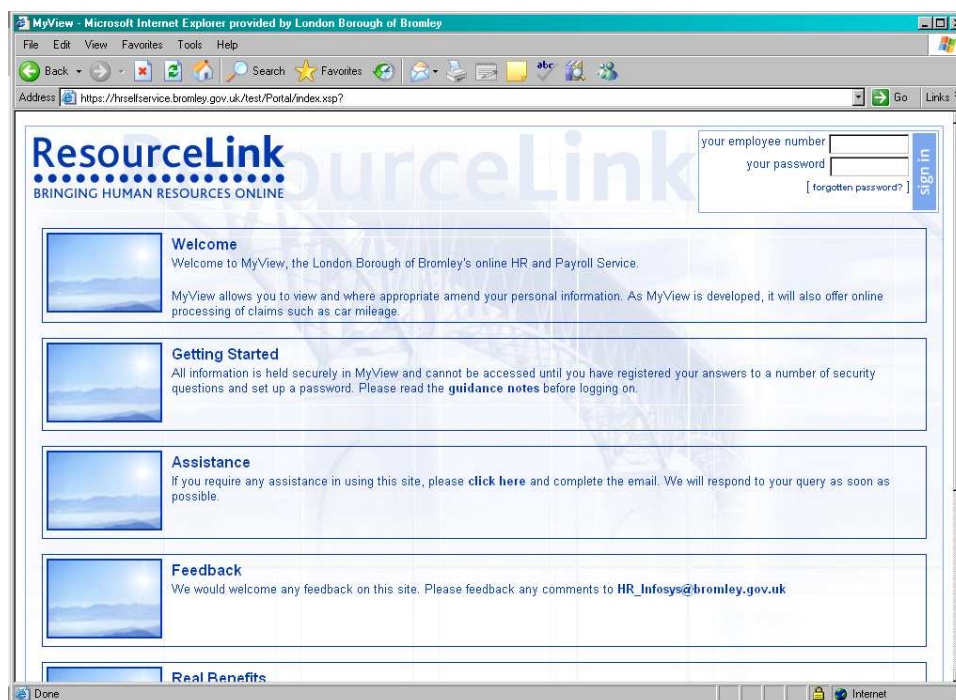 MyView - Microsoft Internet Explorer provided by London Borough of Bromley
File Edit View Favorites Tools Help
Back Search Favorites
Address https://hrselfservice.bromley.gov.uk/test/Portal/index.xsp? Go Links
ResourceLink
BRINGING HUMAN RESOURCES ONLINE
ResourceLink
your employee number
your password
[ forgotten password? ]
sign in
Welcome
Welcome to MyView, the London Borough of Bromley's online HR and Payroll Service.
MyView allows you to view and where appropriate amend your personal information. As MyView is developed, it will also offer online
processing of claims such as car mileage.
Getting Started
All information is held securely in MyView and cannot be accessed until you have registered your answers to a number of security
questions and set up a password. Please read the guidance notes before logging on.
Assistance
If you require any assistance in using this site, please click here and complete the email. We will respond to your query as soon as
possible.
Feedback
We would welcome any feedback on this site. Please feedback any comments to HR_Infosys@bromley.gov.uk
Real Benefits
Done Internet